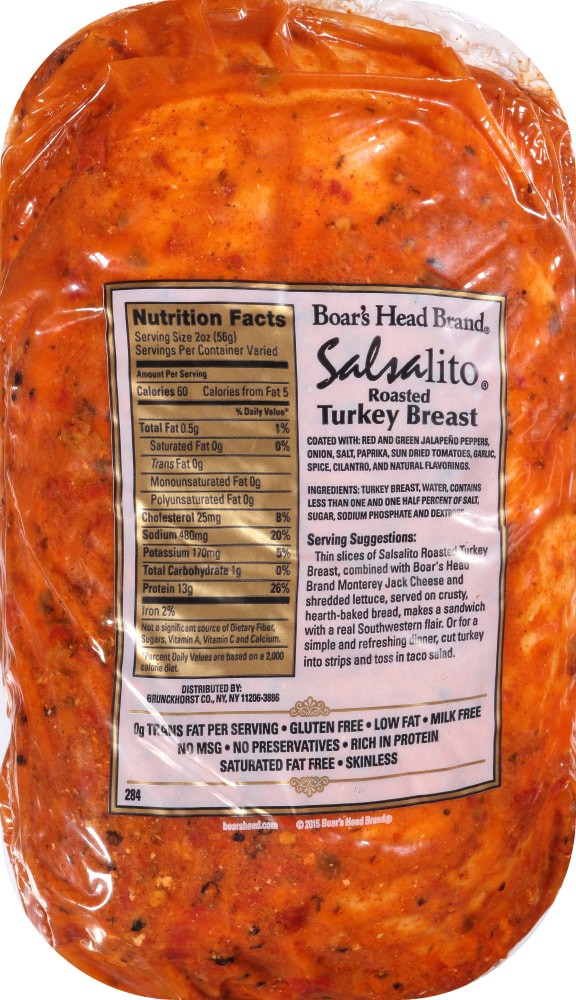 Nutrition Facts
Serving Size 2oz (56g)
Servings Per Container Varied
Amount Per Serving
Calories 60 Calories from Fat 5
% Daily Value*
Total Fat 0.5g 1%
Saturated Fat 0g 0%
Trans Fat 0g
Monounsaturated Fat 0g
Polyunsaturated Fat 0g
Cholesterol 25mg 8%
Sodium 480mg 20%
Potassium 170mg 5%
Total Carbohydrate 1g 0%
Protein 13g 26%
Iron 2%
Not a significant source of Dietary Fiber,
Sugars, Vitamin A, Vitamin C and Calcium.
*Percent Daily Values are based on a 2,000
calorie diet.
DISTRIBUTED BY:
BRUNCKHORST CO., NY, NY 11206-3886
Boar's Head Brand®
Salsalito®
Roasted
Turkey Breast
COATED WITH: RED AND GREEN JALAPEÑO PEPPERS,
ONION, SALT, PAPRIKA, SUN DRIED TOMATOES, GARLIC,
SPICE, CILANTRO, AND NATURAL FLAVORINGS.
INGREDIENTS: TURKEY BREAST, WATER, CONTAINS
LESS THAN ONE AND ONE HALF PERCENT OF SALT,
SUGAR, SODIUM PHOSPHATE AND DEXTROSE.
Serving Suggestions:
Thin slices of Salsalito Roasted Turkey
Breast, combined with Boar's Head
Brand Monterey Jack Cheese and
shredded lettuce, served on crusty,
hearth-baked bread, makes a sandwich
with a real Southwestern flair. Or for a
simple and refreshing dinner, cut turkey
into strips and toss in taco salad.
0g TRANS FAT PER SERVING • GLUTEN FREE • LOW FAT • MILK FREE
NO MSG • NO PRESERVATIVES • RICH IN PROTEIN
SATURATED FAT FREE • SKINLESS
284
boarshead.com © 2015 Boar's Head Brand®